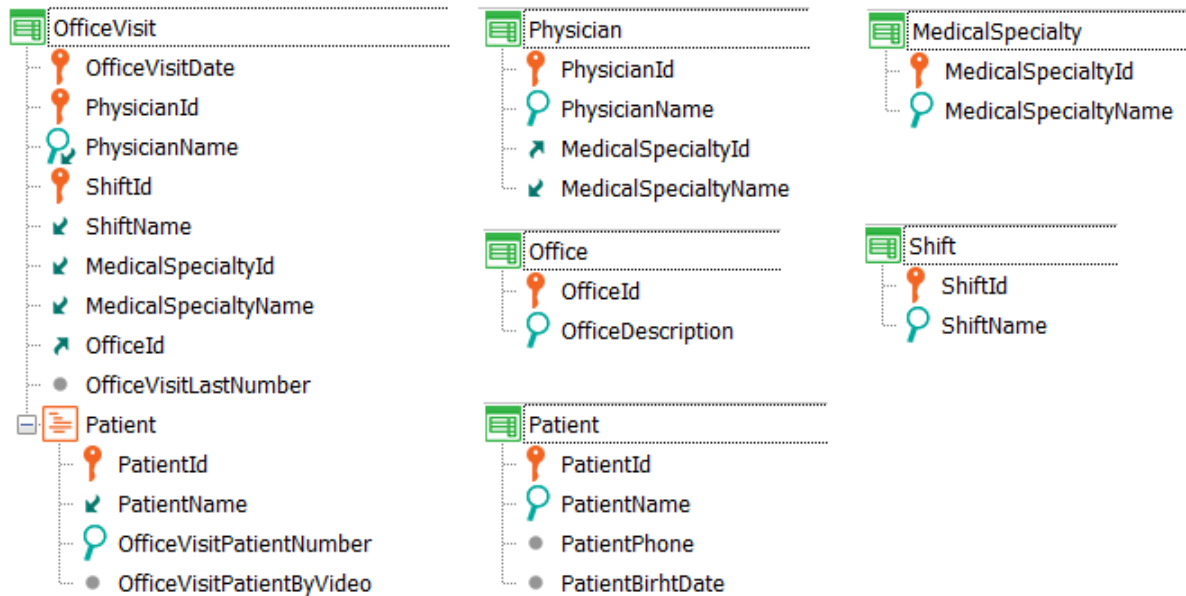 OfficeVisit
OfficeVisitDate
PhysicianId
PhysicianName
ShiftId
ShiftName
MedicalSpecialtyId
MedicalSpecialtyName
OfficeId
OfficeVisitLastNumber
Patient
PatientId
PatientName
OfficeVisitPatientNumber
OfficeVisitPatientByVideo
Physician
PhysicianId
PhysicianName
MedicalSpecialtyId
MedicalSpecialtyName
Office
OfficeId
OfficeDescription
Patient
PatientId
PatientName
PatientPhone
PatientBirhtDate
MedicalSpecialty
MedicalSpecialtyId
MedicalSpecialtyName
Shift
ShiftId
ShiftName